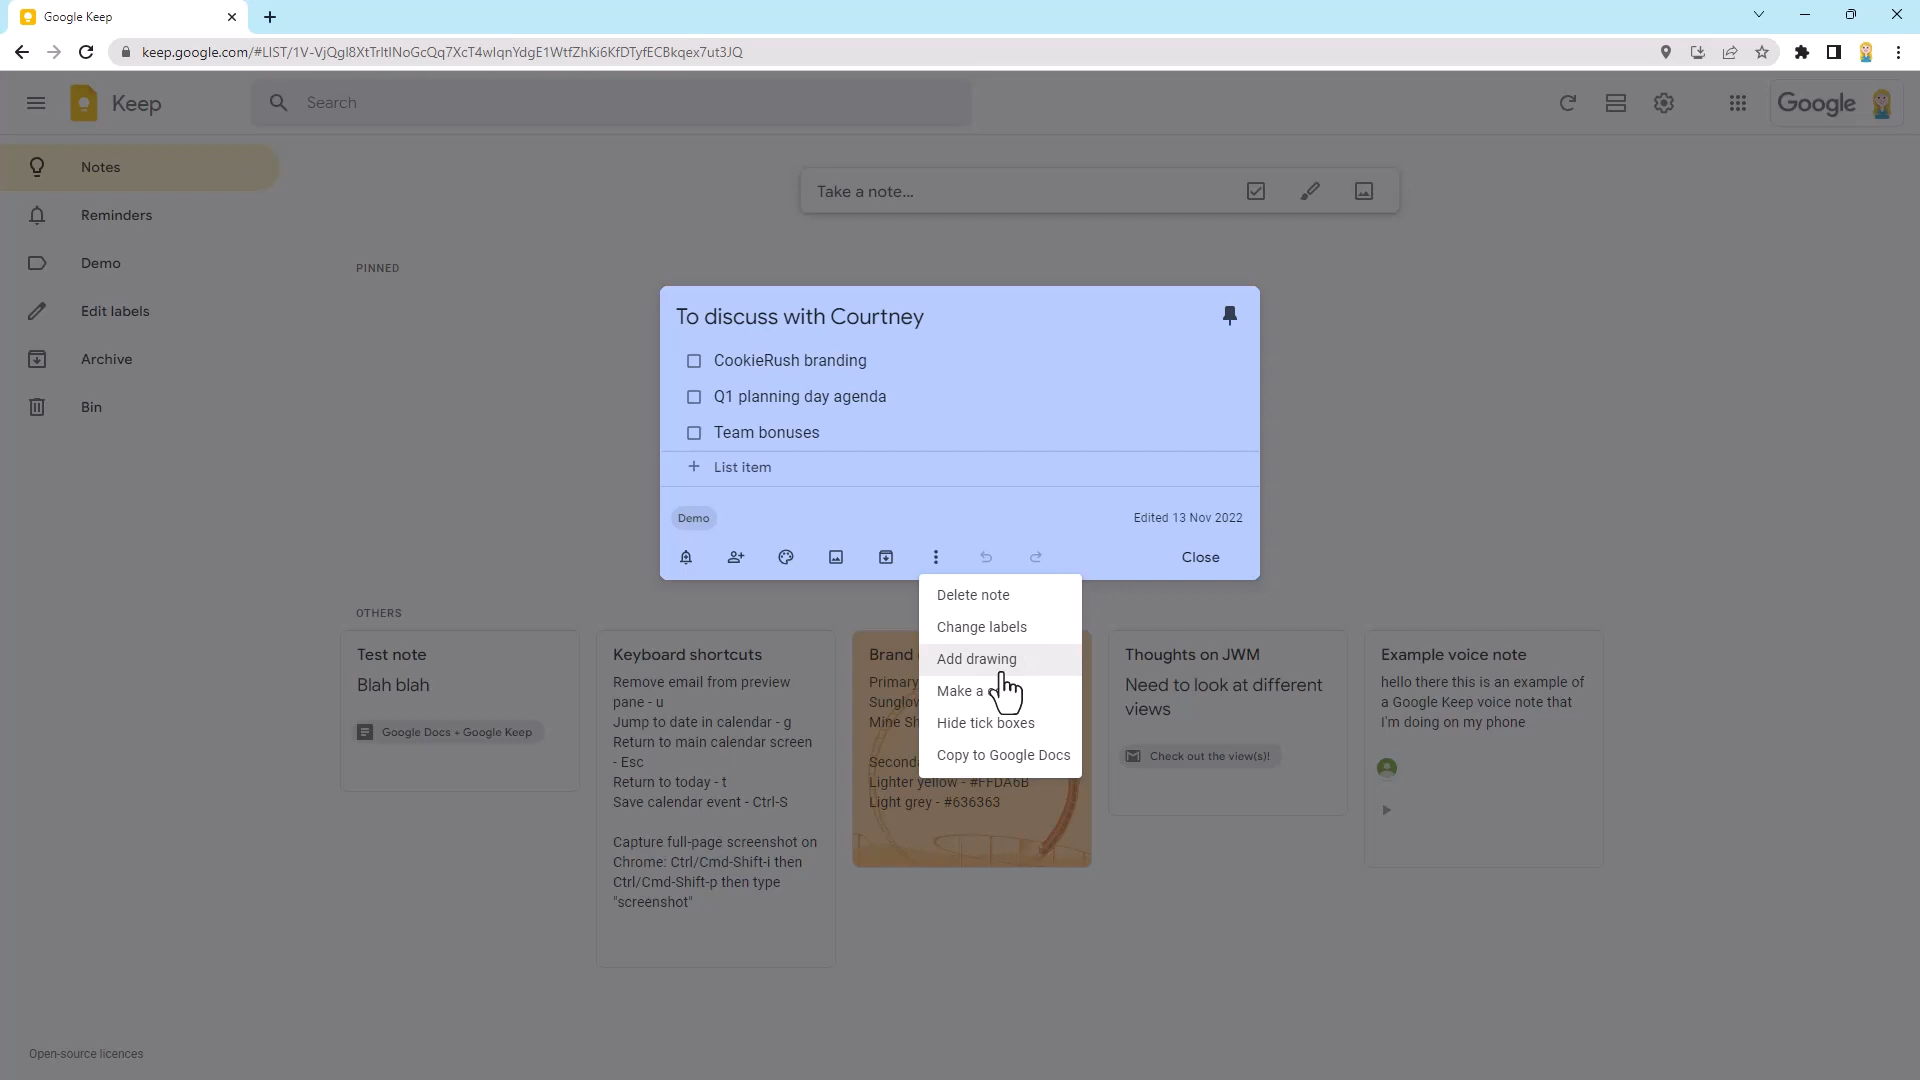 Google Keep
keep.google.com/#LIST/1V-VjQgI8XtTrItlNoGcQq7XcT4wIqnYdgE1WtfZhKi6KfDTyfECBkqex7ut3JQ
Keep
Search
Google
Notes
Reminders
Demo
Edit labels
Archive
Bin
Take a note...
PINNED
To discuss with Courtney
CookieRush branding
Q1 planning day agenda
Team bonuses
+ List item
Demo
Edited 13 Nov 2022
Close
Delete note
Change labels
Add drawing
Make a
Hide tick boxes
Copy to Google Docs
OTHERS
Test note
Blah blah
Google Docs + Google Keep
Keyboard shortcuts
Remove email from preview
pane - u
Jump to date in calendar - g
Return to main calendar screen
- Esc
Return to today - t
Save calendar event - Ctrl-S
Capture full-page screenshot on
Chrome: Ctrl/Cmd-Shift-i then
Ctrl/Cmd-Shift-p then type
"screenshot"
Brand
Primary
Lighter yellow - #FFDA6B
Light grey - #636363
Thoughts on JWM
Need to look at different
views
Check out the view(s)!
Example voice note
hello there this is an example of
a Google Keep voice note that
I'm doing on my phone
Open-source licences